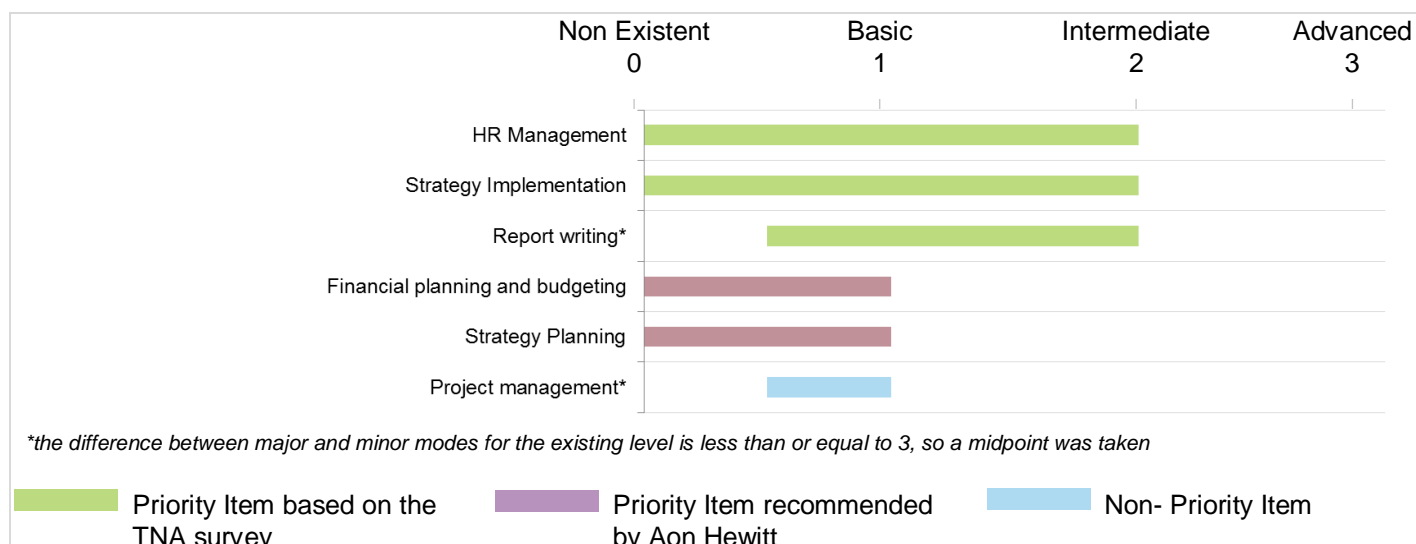 Non Existent Basic Intermediate Advanced
0 1 2 3
HR Management
Strategy Implementation
Report writing*
Financial planning and budgeting
Strategy Planning
Project management*
*the difference between major and minor modes for the existing level is less than or equal to 3, so a midpoint was taken
Priority Item based on the
TNA survey
Priority Item recommended
by Aon Hewitt
Non- Priority Item